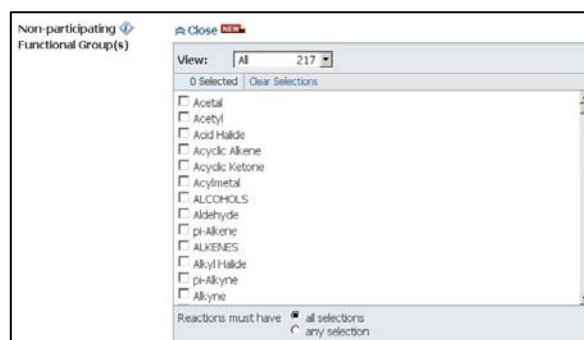 Non-participating
Functional Group(s)
Close NEW
View: All 217
0 Selected Clear Selections
Acetal
Acetyl
Acid Halide
Acyclic Alkene
Acyclic Ketone
Acylmetal
ALCOHOLS
Aldehyde
pi-Alkene
ALKENES
Alkyl Halide
pi-Alkyne
Alkyne
Reactions must have all selections
any selection